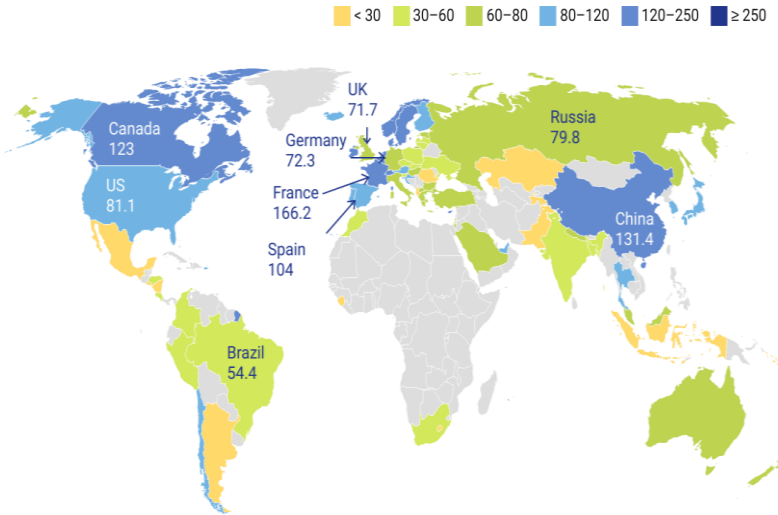 < 30 30–60 60–80 80–120 120–250 ≥ 250
UK
71.7
Canada
123
Russia
79.8
Germany
72.3
US
81.1
France
166.2
China
131.4
Spain
104
Brazil
54.4